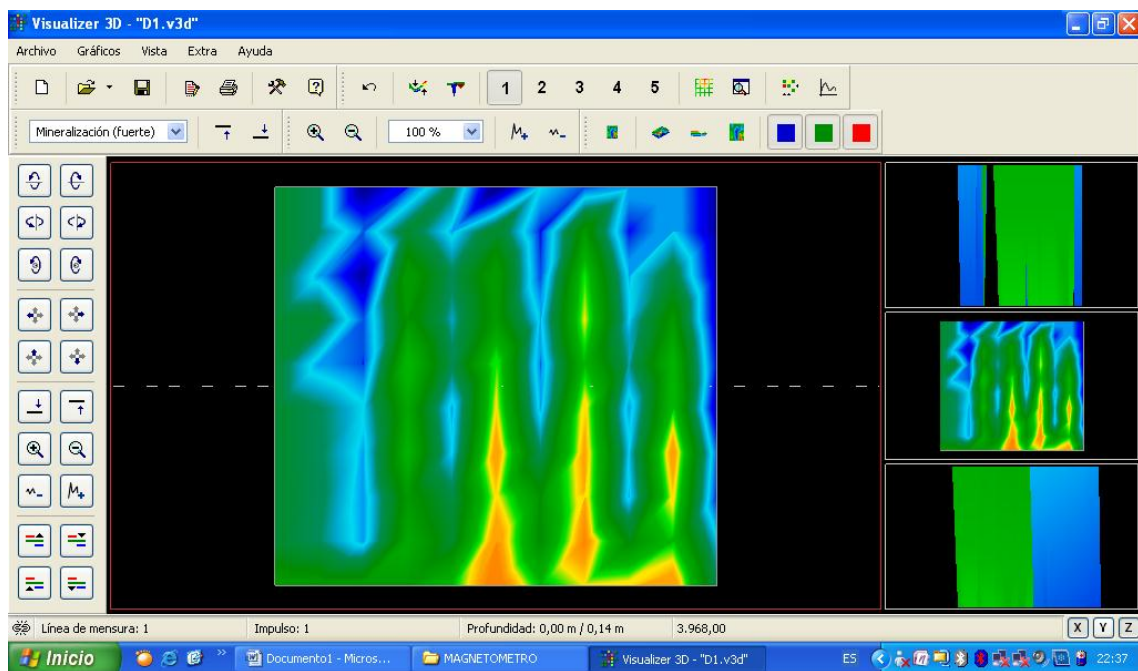 Visualizer 3D - "D1.v3d"
Archivo Gráficos Vista Extra Ayuda
1 2 3 4 5
Mineralización (fuerte) 100 %
Línea de mensura: 1 Impulso: 1 Profundidad: 0,00 m / 0,14 m 3.968,00 X Y Z
Inicio Documento1 - Micros... MAGNETOMETRO Visualizer 3D - "D1.v3d" ES 22:37